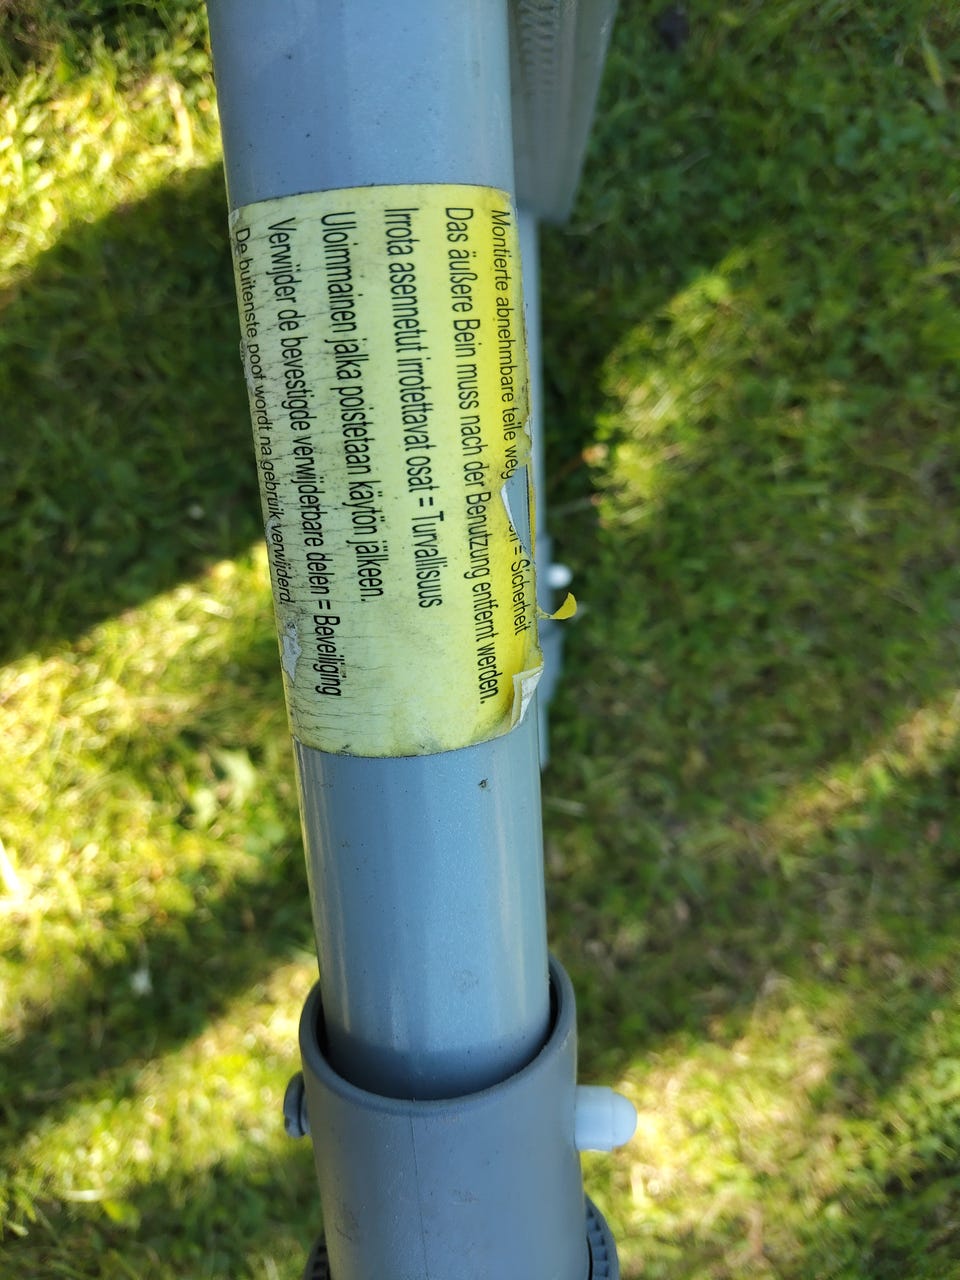 Montierte abnehmbare teile weg = Sicherheit
Das äußere Bein muss nach der Benutzung entfernt werden.
Irrota asennetut irrotettavat osat = Turvallisuus
Uloimmainen jalka poistetaan käytön jälkeen.
Verwijder de bevestigde verwijderbare delen = Beveiliging
De buitenste poot wordt na gebruik verwijderd